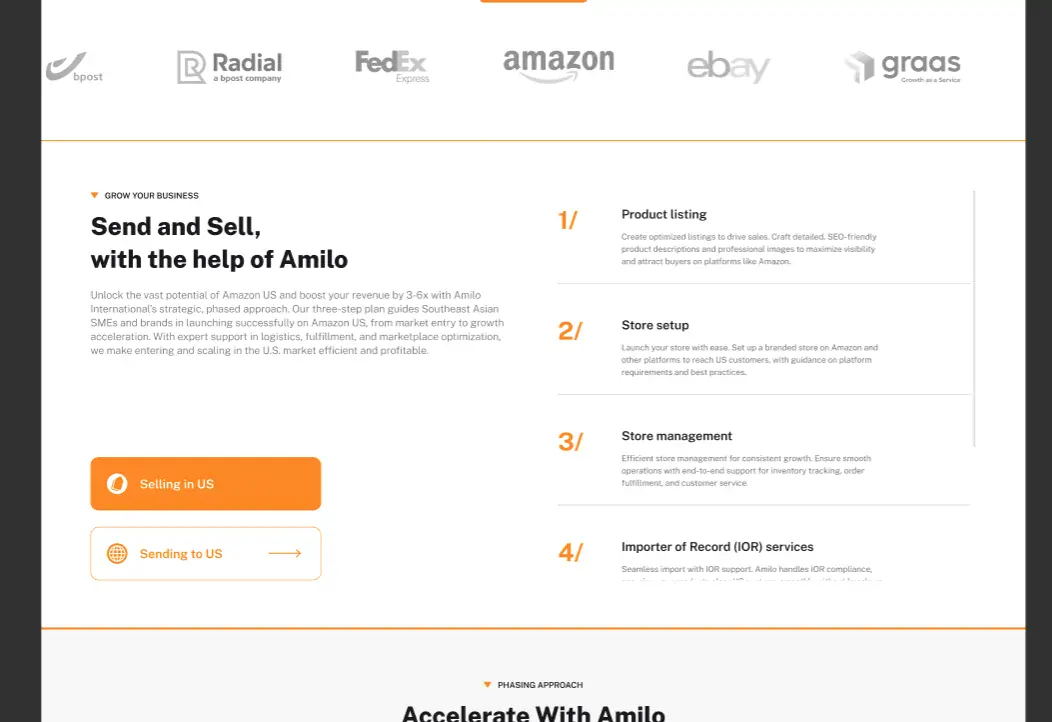 bpost
Radial
a bpost company
FedEx
Express
amazon
ebay
graas
Growth as a Service
GROW YOUR BUSINESS
Send and Sell,
with the help of Amilo
Unlock the vast potential of Amazon US and boost your revenue by 3-6x with Amilo
International's strategic, phased approach. Our three-step plan guides Southeast Asian
SMEs and brands in launching successfully on Amazon US, from market entry to growth
acceleration. With expert support in logistics, fulfillment, and marketplace optimization,
we make entering and scaling in the U.S. market efficient and profitable.
Selling in US
Sending to US
1/
Product listing
Create optimized listings to drive sales. Craft detailed, SEO-friendly
product descriptions and professional images to maximize visibility
and attract buyers on platforms like Amazon.
2/
Store setup
Launch your store with ease. Set up a branded store on Amazon and
other platforms to reach US customers, with guidance on platform
requirements and best practices.
3/
Store management
Efficient store management for consistent growth. Ensure smooth
operations with end-to-end support for inventory tracking, order
fulfillment, and customer service.
4/
Importer of Record (IOR) services
Seamless import with IOR support. Amilo handles IOR compliance,
PHASING APPROACH
Accelerate With Amilo